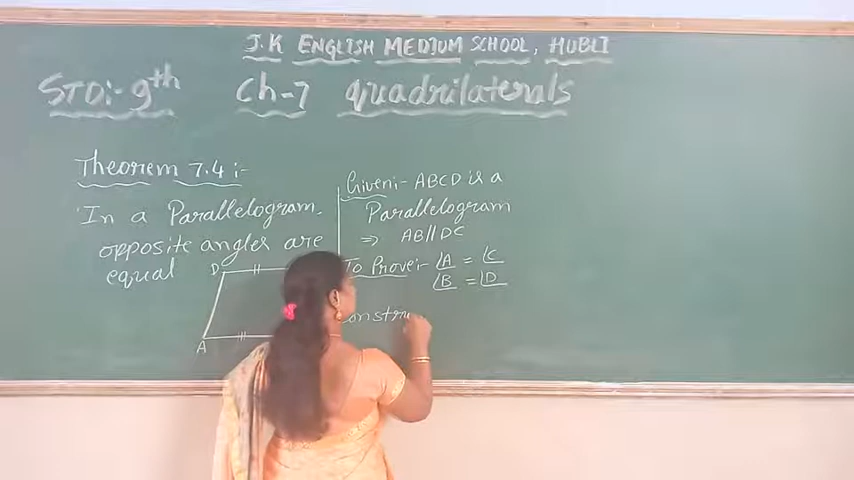 J.K ENGLISH MEDIUM SCHOOL, HUBLI
STD:- 9th Ch-7 quadrilaterals
Theorem 7.4 :-
In a Parallelogram.
opposite angles are
equal
D
A
Given:- ABCD is a
Parallelogram
⇒ AB∥DC
To Prove:- ∠A = ∠C
∠B = ∠D